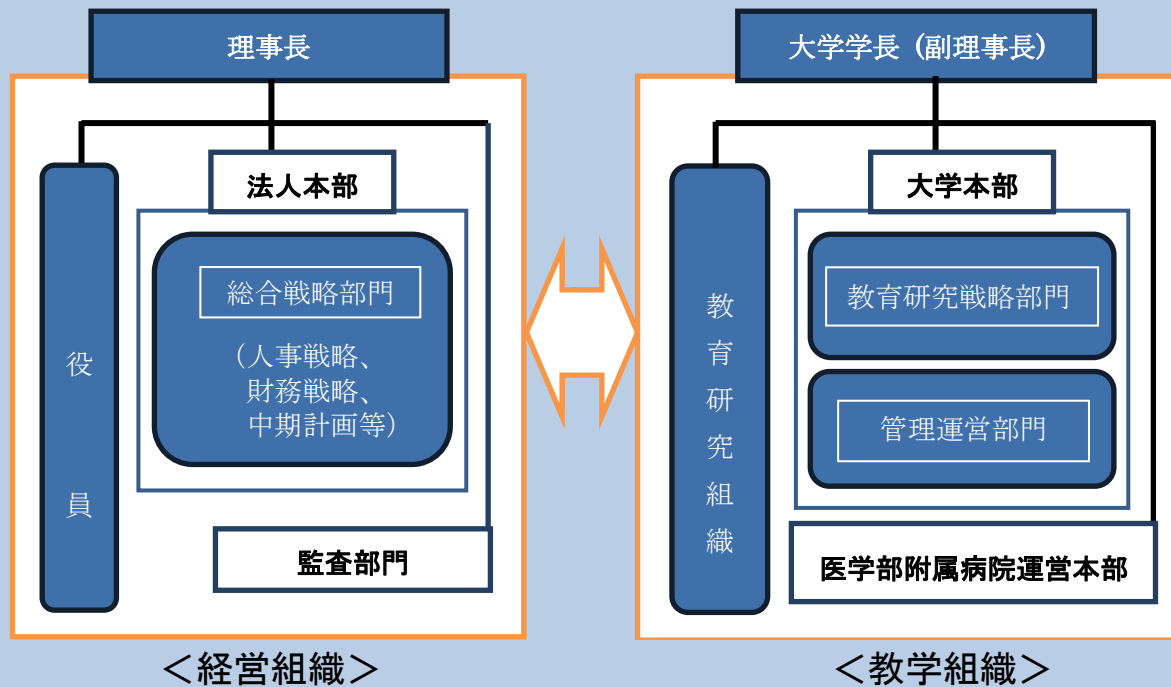 理事長
役員
法人本部
総合戦略部門
（人事戦略、
財務戦略、
中期計画等）
監査部門
＜経営組織＞
大学学長（副理事長）
教育研究組織
大学本部
教育研究戦略部門
管理運営部門
医学部附属病院運営本部
＜教学組織＞